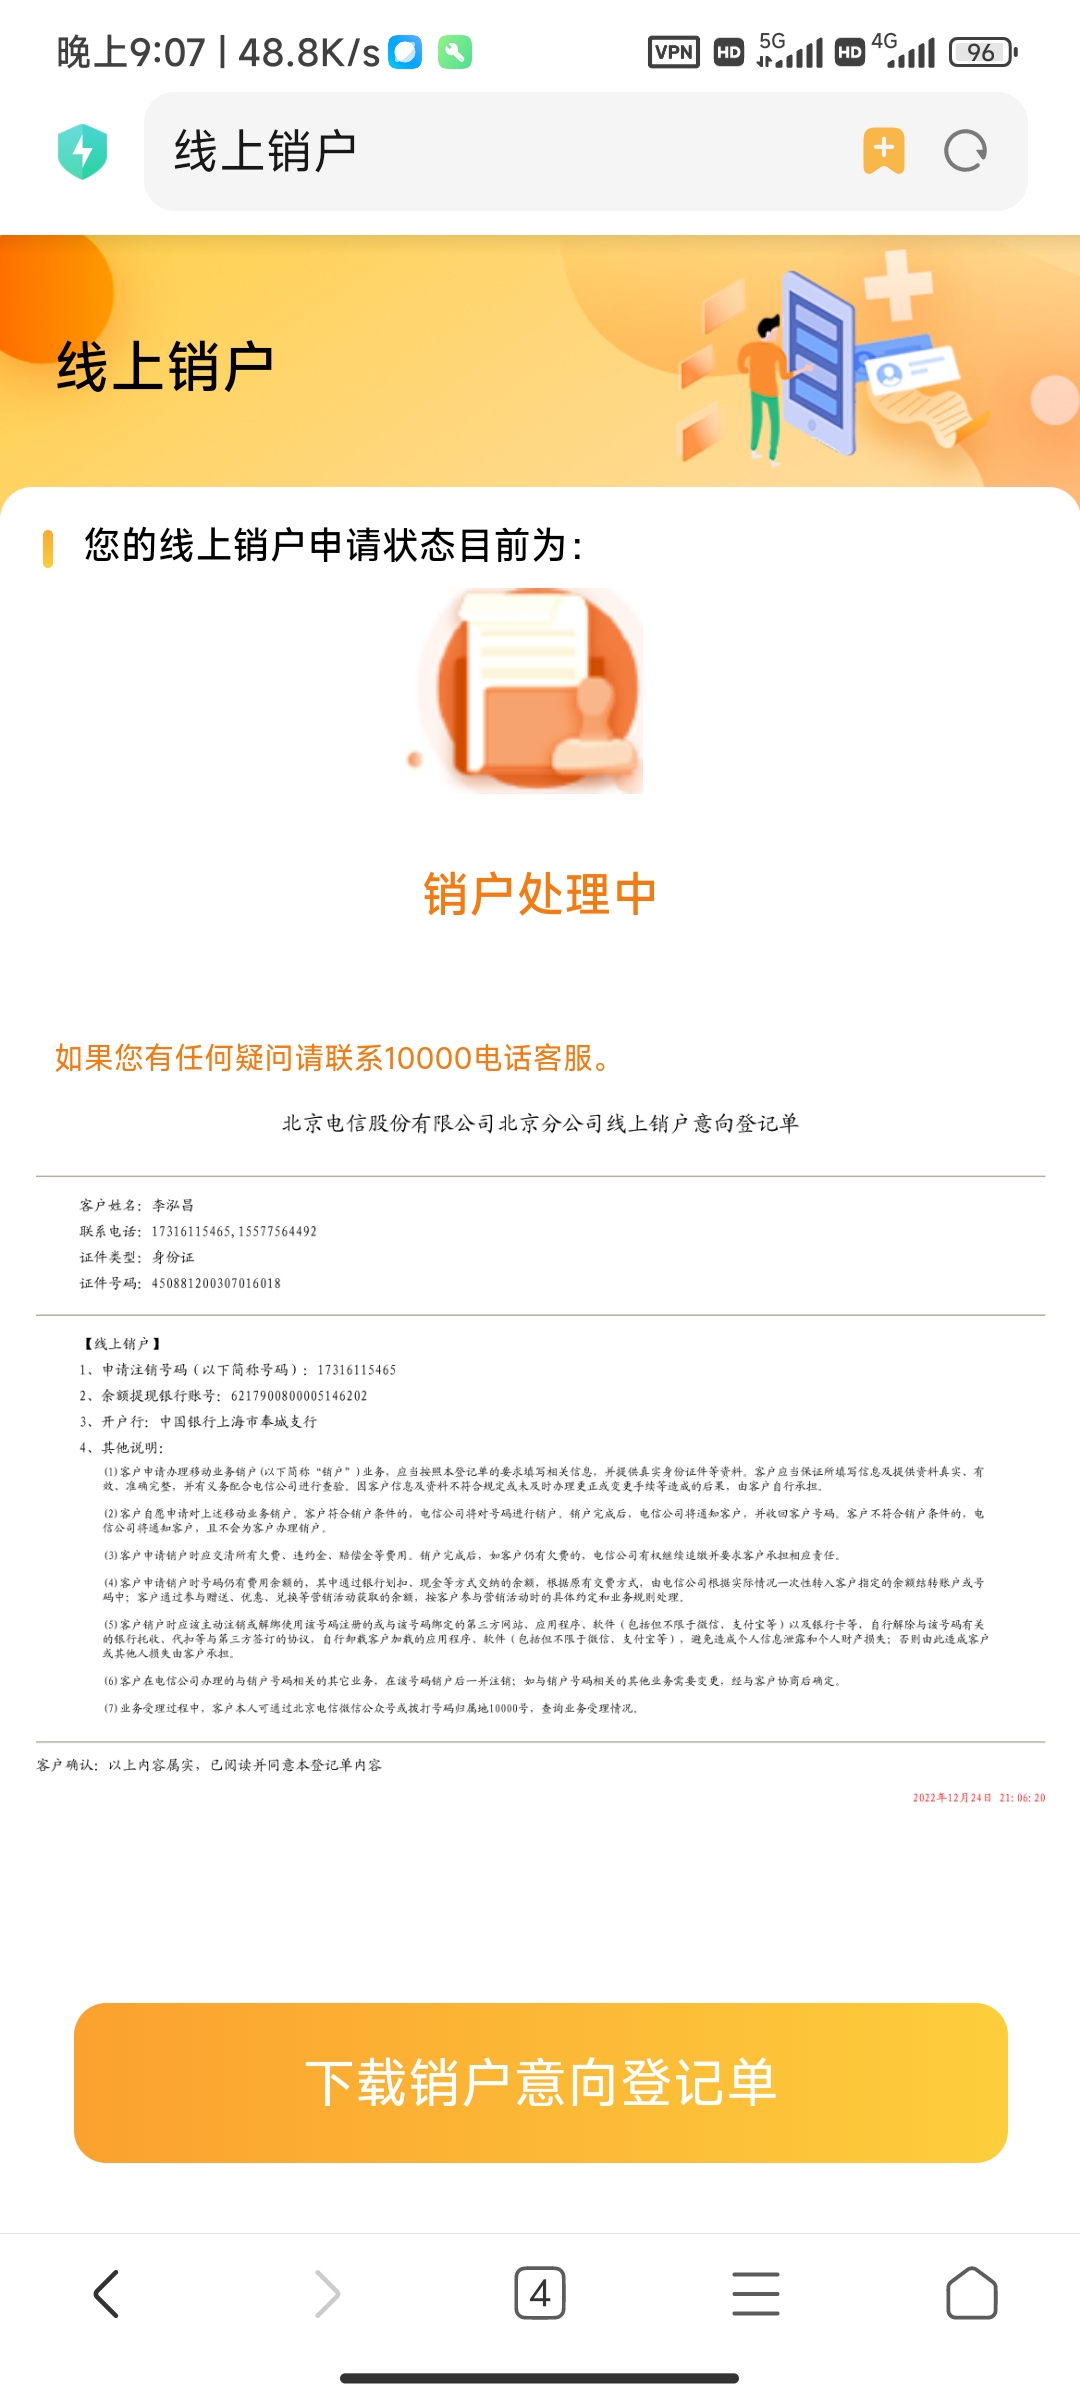 晚上9:07 | 48.8K/s VPN HD 5G HD 4G 96
线上销户
线上销户
您的线上销户申请状态目前为：
销户处理中
如果您有任何疑问请联系10000电话客服。
北京电信股份有限公司北京分公司线上销户意向登记单
客户姓名：李泓昌
联系电话：17316115465,15577564492
证件类型：身份证
证件号码：450881200307016018
【线上销户】
1、申请注销号码（以下简称号码）：17316115465
2、余额提现银行账号：6217900800005146202
3、开户行：中国银行上海市奉城支行
4、其他说明：
(1)客户申请办理移动业务销户(以下简称“销户”)业务，应当按照本登记单的要求填写相关信息，并提供真实身份证件等资料。客户应当保证所填写信息及提供资料真实、有
效、准确完整，并有义务配合电信公司进行查验。因客户信息及资料不符合规定或未及时办理更正或变更手续等造成的后果，由客户自行承担。
(2)客户自愿申请对上述移动业务销户。客户符合销户条件的，电信公司将对号码进行销户。销户完成后，电信公司将通知客户，并收回客户号码。客户不符合销户条件的，电
信公司将通知客户，且不会为客户办理销户。
(3)客户申请销户时应交清所有欠费、违约金、赔偿金等费用。销户完成后，如客户仍有欠费的，电信公司有权继续追缴并要求客户承担相应责任。
(4)客户申请销户时号码仍有费用余额的，其中通过银行划扣、现金等方式交纳的余额，根据原有交费方式，由电信公司根据实际情况一次性转入客户指定的余额结转账户或号
码中；客户通过参与赠送、优惠、兑换等营销活动获取的余额，按客户参与营销活动时的具体约定和业务规则处理。
(5)客户销户时应该主动注销或解绑使用该号码注册的或与该号码绑定的第三方网站、应用程序、软件（包括但不限于微信、支付宝等）以及银行卡等，自行解除与该号码有关
的银行托收、代扣等与第三方签订的协议，自行卸载客户加载的应用程序、软件（包括但不限于微信、支付宝等），避免造成个人信息泄露和个人财产损失；否则由此造成客户
或其他人损失由客户承担。
(6)客户在电信公司办理的与销户号码相关的其它业务，在该号码销户后一并注销；如与销户号码相关的其他业务需要变更，经与客户协商后确定。
(7)业务受理过程中，客户本人可通过北京电信微信公众号或拨打号码归属地10000号，查询业务受理情况。
客户确认：以上内容属实，已阅读并同意本登记单内容
2022年12月24日 21:06:20
下载销户意向登记单
4